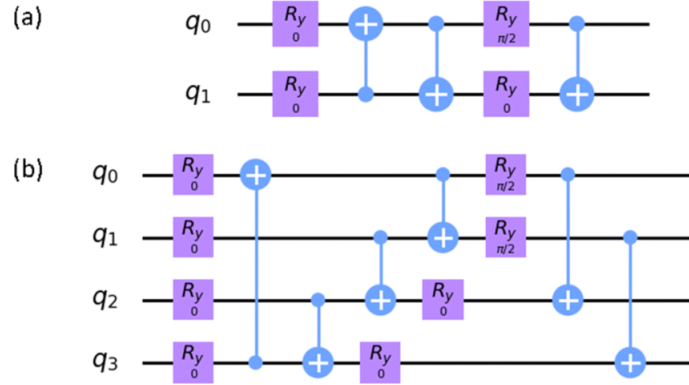 (a)
q0 Ry 0 Ry π/2
q1 Ry 0 Ry 0
(b)
q0 Ry 0 Ry π/2
q1 Ry 0 Ry π/2
q2 Ry 0 Ry 0
q3 Ry 0 Ry 0